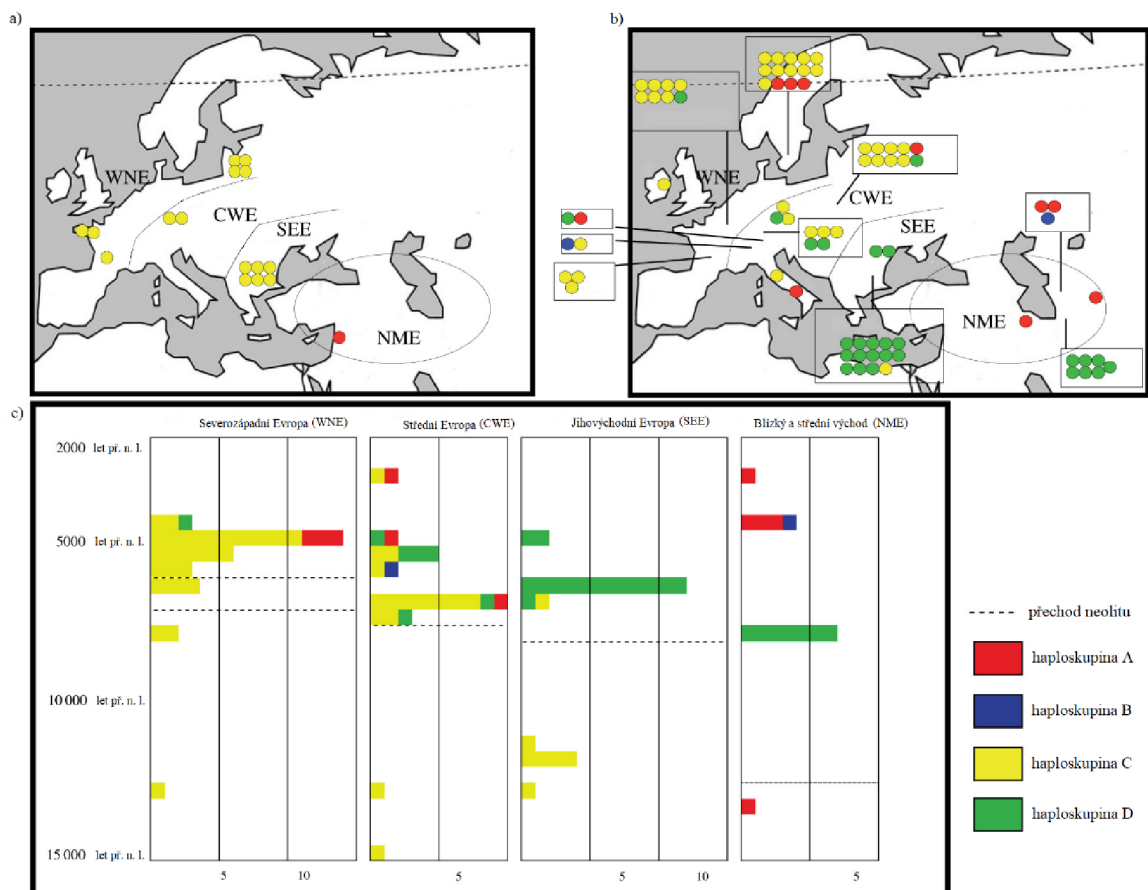 a)
WNE
CWE
SEE
NME
b)
WNE
CWE
SEE
NME
c)
Severozápadní Evropa (WNE)
Střední Evropa (CWE)
Jihovýchodní Evropa (SEE)
Blízký a střední východ (NME)
2000 let př. n. l.
5000 let př. n. l.
10 000 let př. n. l.
15 000 let př. n. l.
5
10
5
5
10
5
přechod neolitu
haploskupina A
haploskupina B
haploskupina C
haploskupina D